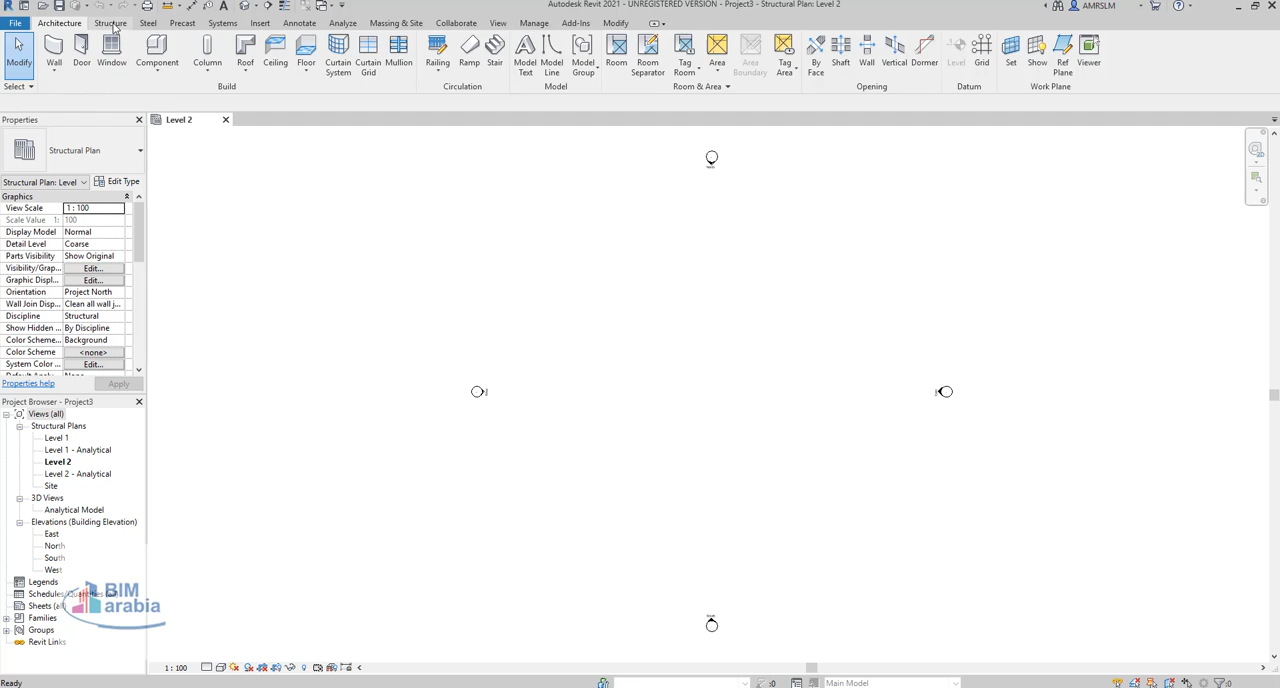 Autodesk Revit 2021 - UNREGISTERED VERSION - Project3 - Structural Plan: Level 2
AMRSLM
File Architecture Structure Steel Precast Systems Insert Annotate Analyze Massing & Site Collaborate View Manage Add-Ins Modify
Modify Wall Door Window Component Column Roof Ceiling Floor Curtain System Curtain Grid Mullion Railing Ramp Stair Model Text Model Line Model Group Room Room Separator Tag Room Area Area Boundary Tag Area By Face Shaft Wall Vertical Dormer Level Grid Set Show Ref Plane Viewer
Select Build Circulation Model Room & Area Opening Datum Work Plane
Properties
Level 2
Structural Plan
Structural Plan: Level Edit Type
Graphics
View Scale 1 : 100
Scale Value 1: 100
Display Model Normal
Detail Level Coarse
Parts Visibility Show Original
Visibility/Grap... Edit...
Graphic Displ... Edit...
Orientation Project North
Wall Join Disp... Clean all wall j...
Discipline Structural
Show Hidden ... By Discipline
Color Scheme... Background
Color Scheme <none>
System Color ... Edit...
Properties help Apply
Project Browser - Project3
Views (all)
Structural Plans
Level 1
Level 1 - Analytical
Level 2
Level 2 - Analytical
Site
3D Views
Analytical Model
Elevations (Building Elevation)
East
North
South
West
Legends
Schedules/Quantities (all)
Sheets (all)
Families
Groups
Revit Links
BIM
arabia
1 : 100
Ready
:0
Main Model
:0